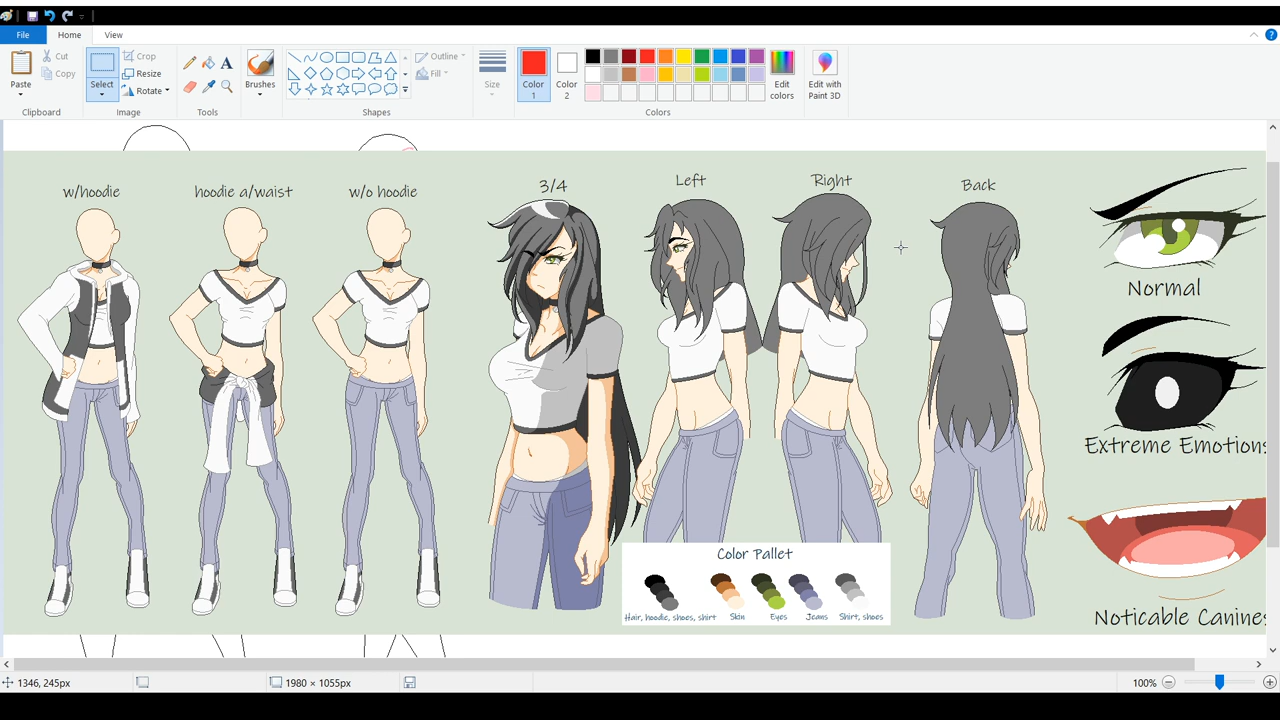 File
Home
View
Cut
Copy
Paste
Clipboard
Select
Crop
Resize
Rotate
Image
Tools
Brushes
Outline
Fill
Shapes
Size
Color
1
Color
2
Edit
colors
Colors
Edit with
Paint 3D
w/hoodie
hoodie a/waist
w/o hoodie
3/4
Left
Right
Back
Normal
Extreme Emotions
Noticable Canines
Color Pallet
Hair, hoodie, shoes, shirt
Skin
Eyes
Jeans
Shirt, shoes
1346, 245px
1980 × 1055px
100%